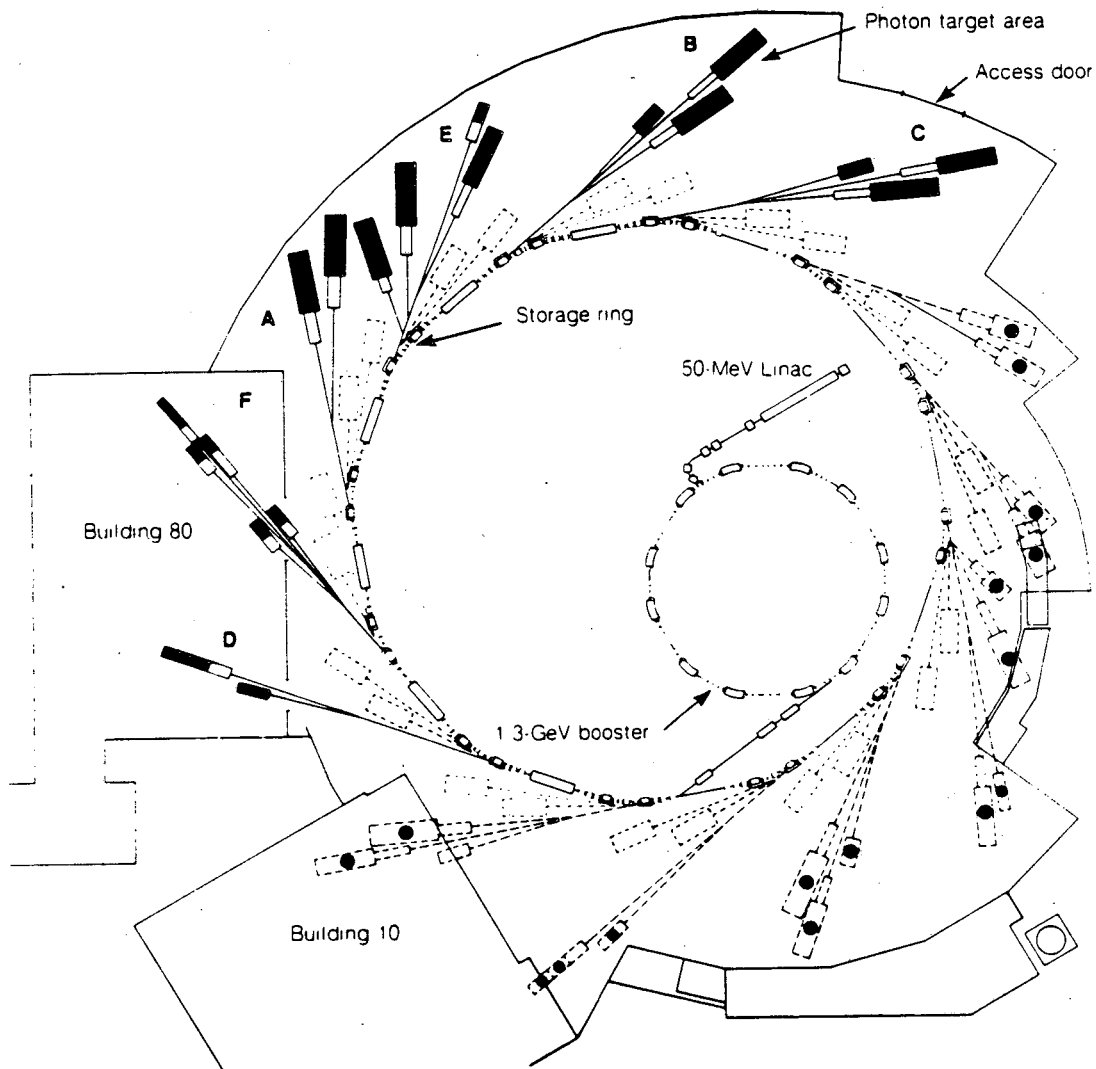 B
Photon target area
Access door
E
C
A
Storage ring
50-MeV Linac
F
Building 80
D
1.3-GeV booster
Building 10